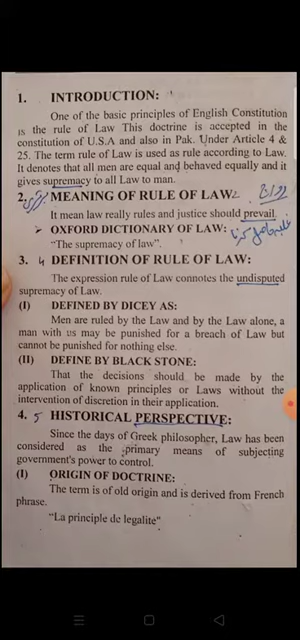 1. INTRODUCTION:
One of the basic principles of English Constitution
is the rule of Law This doctrine is accepted in the
constitution of U.S.A and also in Pak. Under Article 4 &
25. The term rule of Law is used as rule according to Law.
It denotes that all men are equal and behaved equally and it
gives supremacy to all Law to man.
2. MEANING OF RULE OF LAW:
It mean law really rules and justice should prevail.
➢ OXFORD DICTIONARY OF LAW:
"The supremacy of law".
3. 4 DEFINITION OF RULE OF LAW:
The expression rule of Law connotes the undisputed
supremacy of Law.
(I) DEFINED BY DICEY AS:
Men are ruled by the Law and by the Law alone, a
man with us may be punished for a breach of Law but
cannot be punished for nothing else.
(II) DEFINE BY BLACK STONE:
That the decisions should be made by the
application of known principles or Laws without the
intervention of discretion in their application.
4. 5 HISTORICAL PERSPECTIVE:
Since the days of Greek philosopher, Law has been
considered as the primary means of subjecting
government's power to control.
(I) ORIGIN OF DOCTRINE:
The term is of old origin and is derived from French
phrase.
"La principle de legalite"